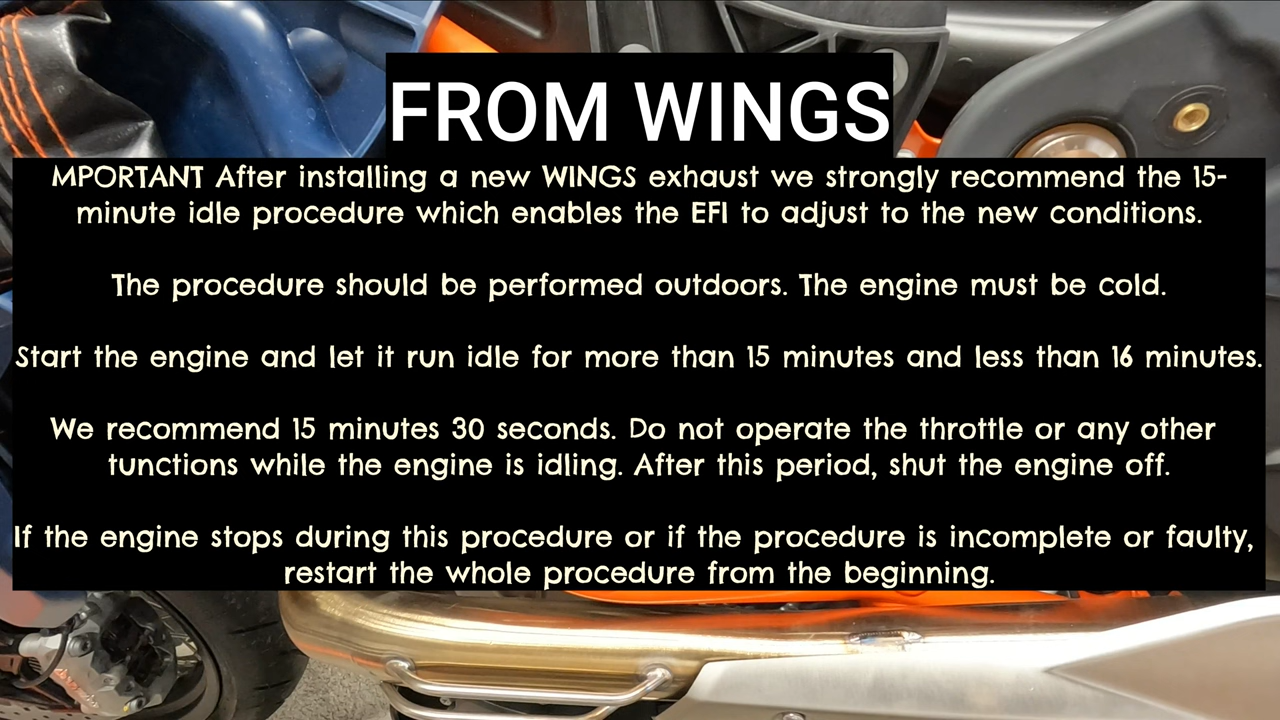 FROM WINGS
MPORTANT After installing a new WINGS exhaust we strongly recommend the 15-
minute idle procedure which enables the EFI to adjust to the new conditions.
The procedure should be performed outdoors. The engine must be cold.
Start the engine and let it run idle for more than 15 minutes and less than 16 minutes.
We recommend 15 minutes 30 seconds. Do not operate the throttle or any other
tunctions while the engine is idling. After this period, shut the engine off.
If the engine stops during this procedure or if the procedure is incomplete or faulty,
restart the whole procedure from the beginning.